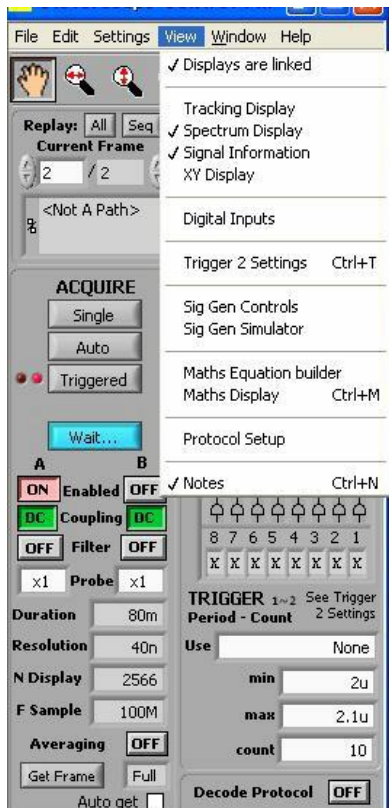 File Edit Settings View Window Help
✓ Displays are linked
Tracking Display
✓ Spectrum Display
✓ Signal Information
XY Display
Digital Inputs
Trigger 2 Settings Ctrl+T
Sig Gen Controls
Sig Gen Simulator
Maths Equation builder
Maths Display Ctrl+M
Protocol Setup
✓ Notes Ctrl+N
Replay: All Seq
Current Frame
2 / 2
<Not A Path>
ACQUIRE
Single
Auto
Triggered
Wait...
A B
ON Enabled OFF
DC Coupling DC
OFF Filter OFF
x1 Probe x1
Duration 80m
Resolution 40n
N Display 2566
F Sample 100M
Averaging OFF
Get Frame Full
Auto get
8 7 6 5 4 3 2 1
X X X X X X X X
TRIGGER 1~2 See Trigger
Period - Count 2 Settings
Use None
min 2u
max 2.1u
count 10
Decode Protocol OFF